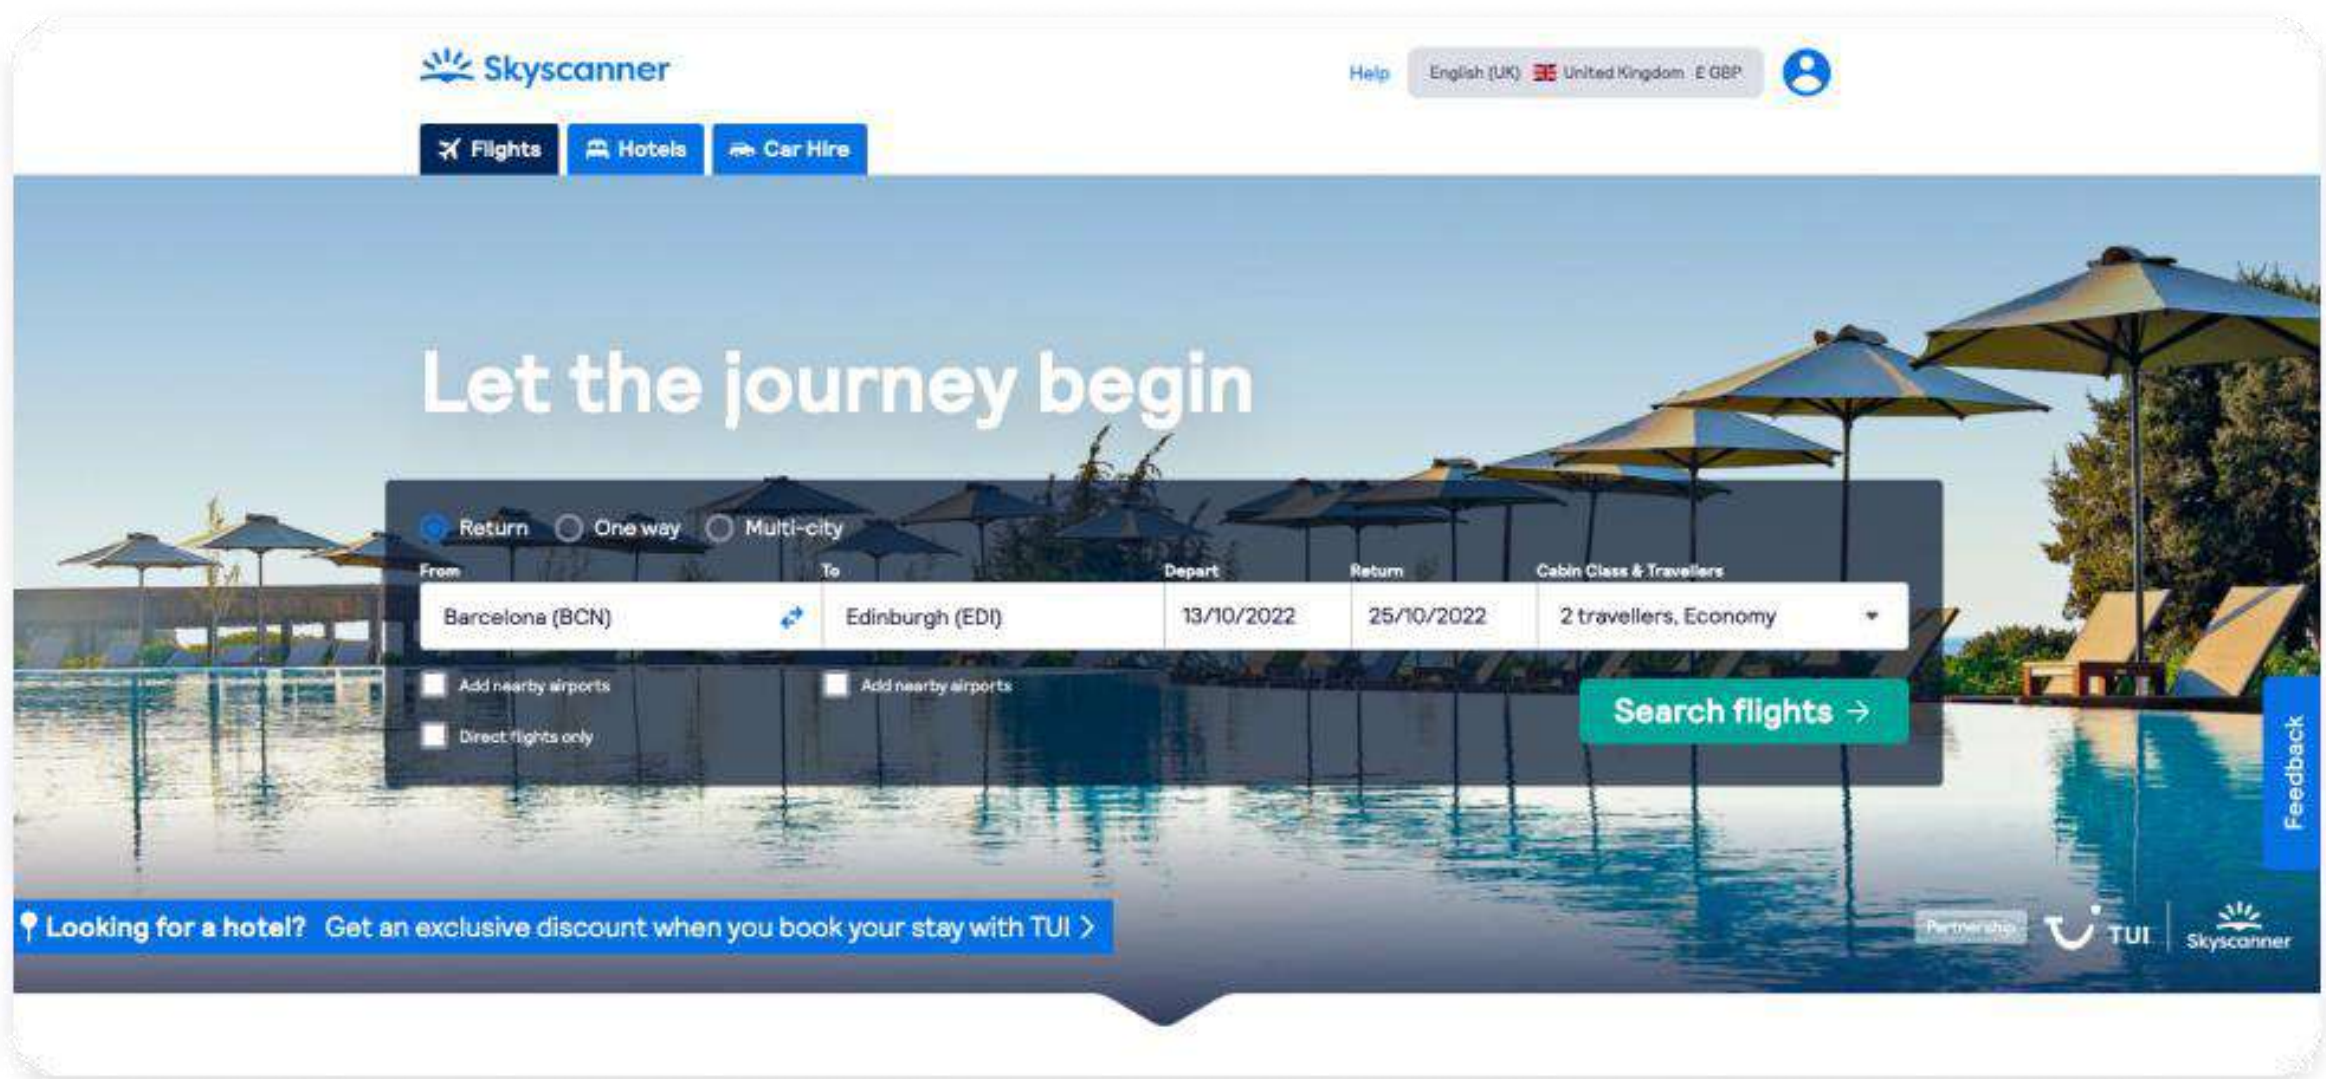 Skyscanner
Help English (UK) United Kingdom £ GBP
Flights Hotels Car Hire
Let the journey begin
Return One way Multi-city
From To Depart Return Cabin Class & Travellers
Barcelona (BCN) Edinburgh (EDI) 13/10/2022 25/10/2022 2 travellers, Economy
Add nearby airports Add nearby airports
Search flights →
Direct flights only
Feedback
Looking for a hotel? Get an exclusive discount when you book your stay with TUI >
Partnership TUI Skyscanner